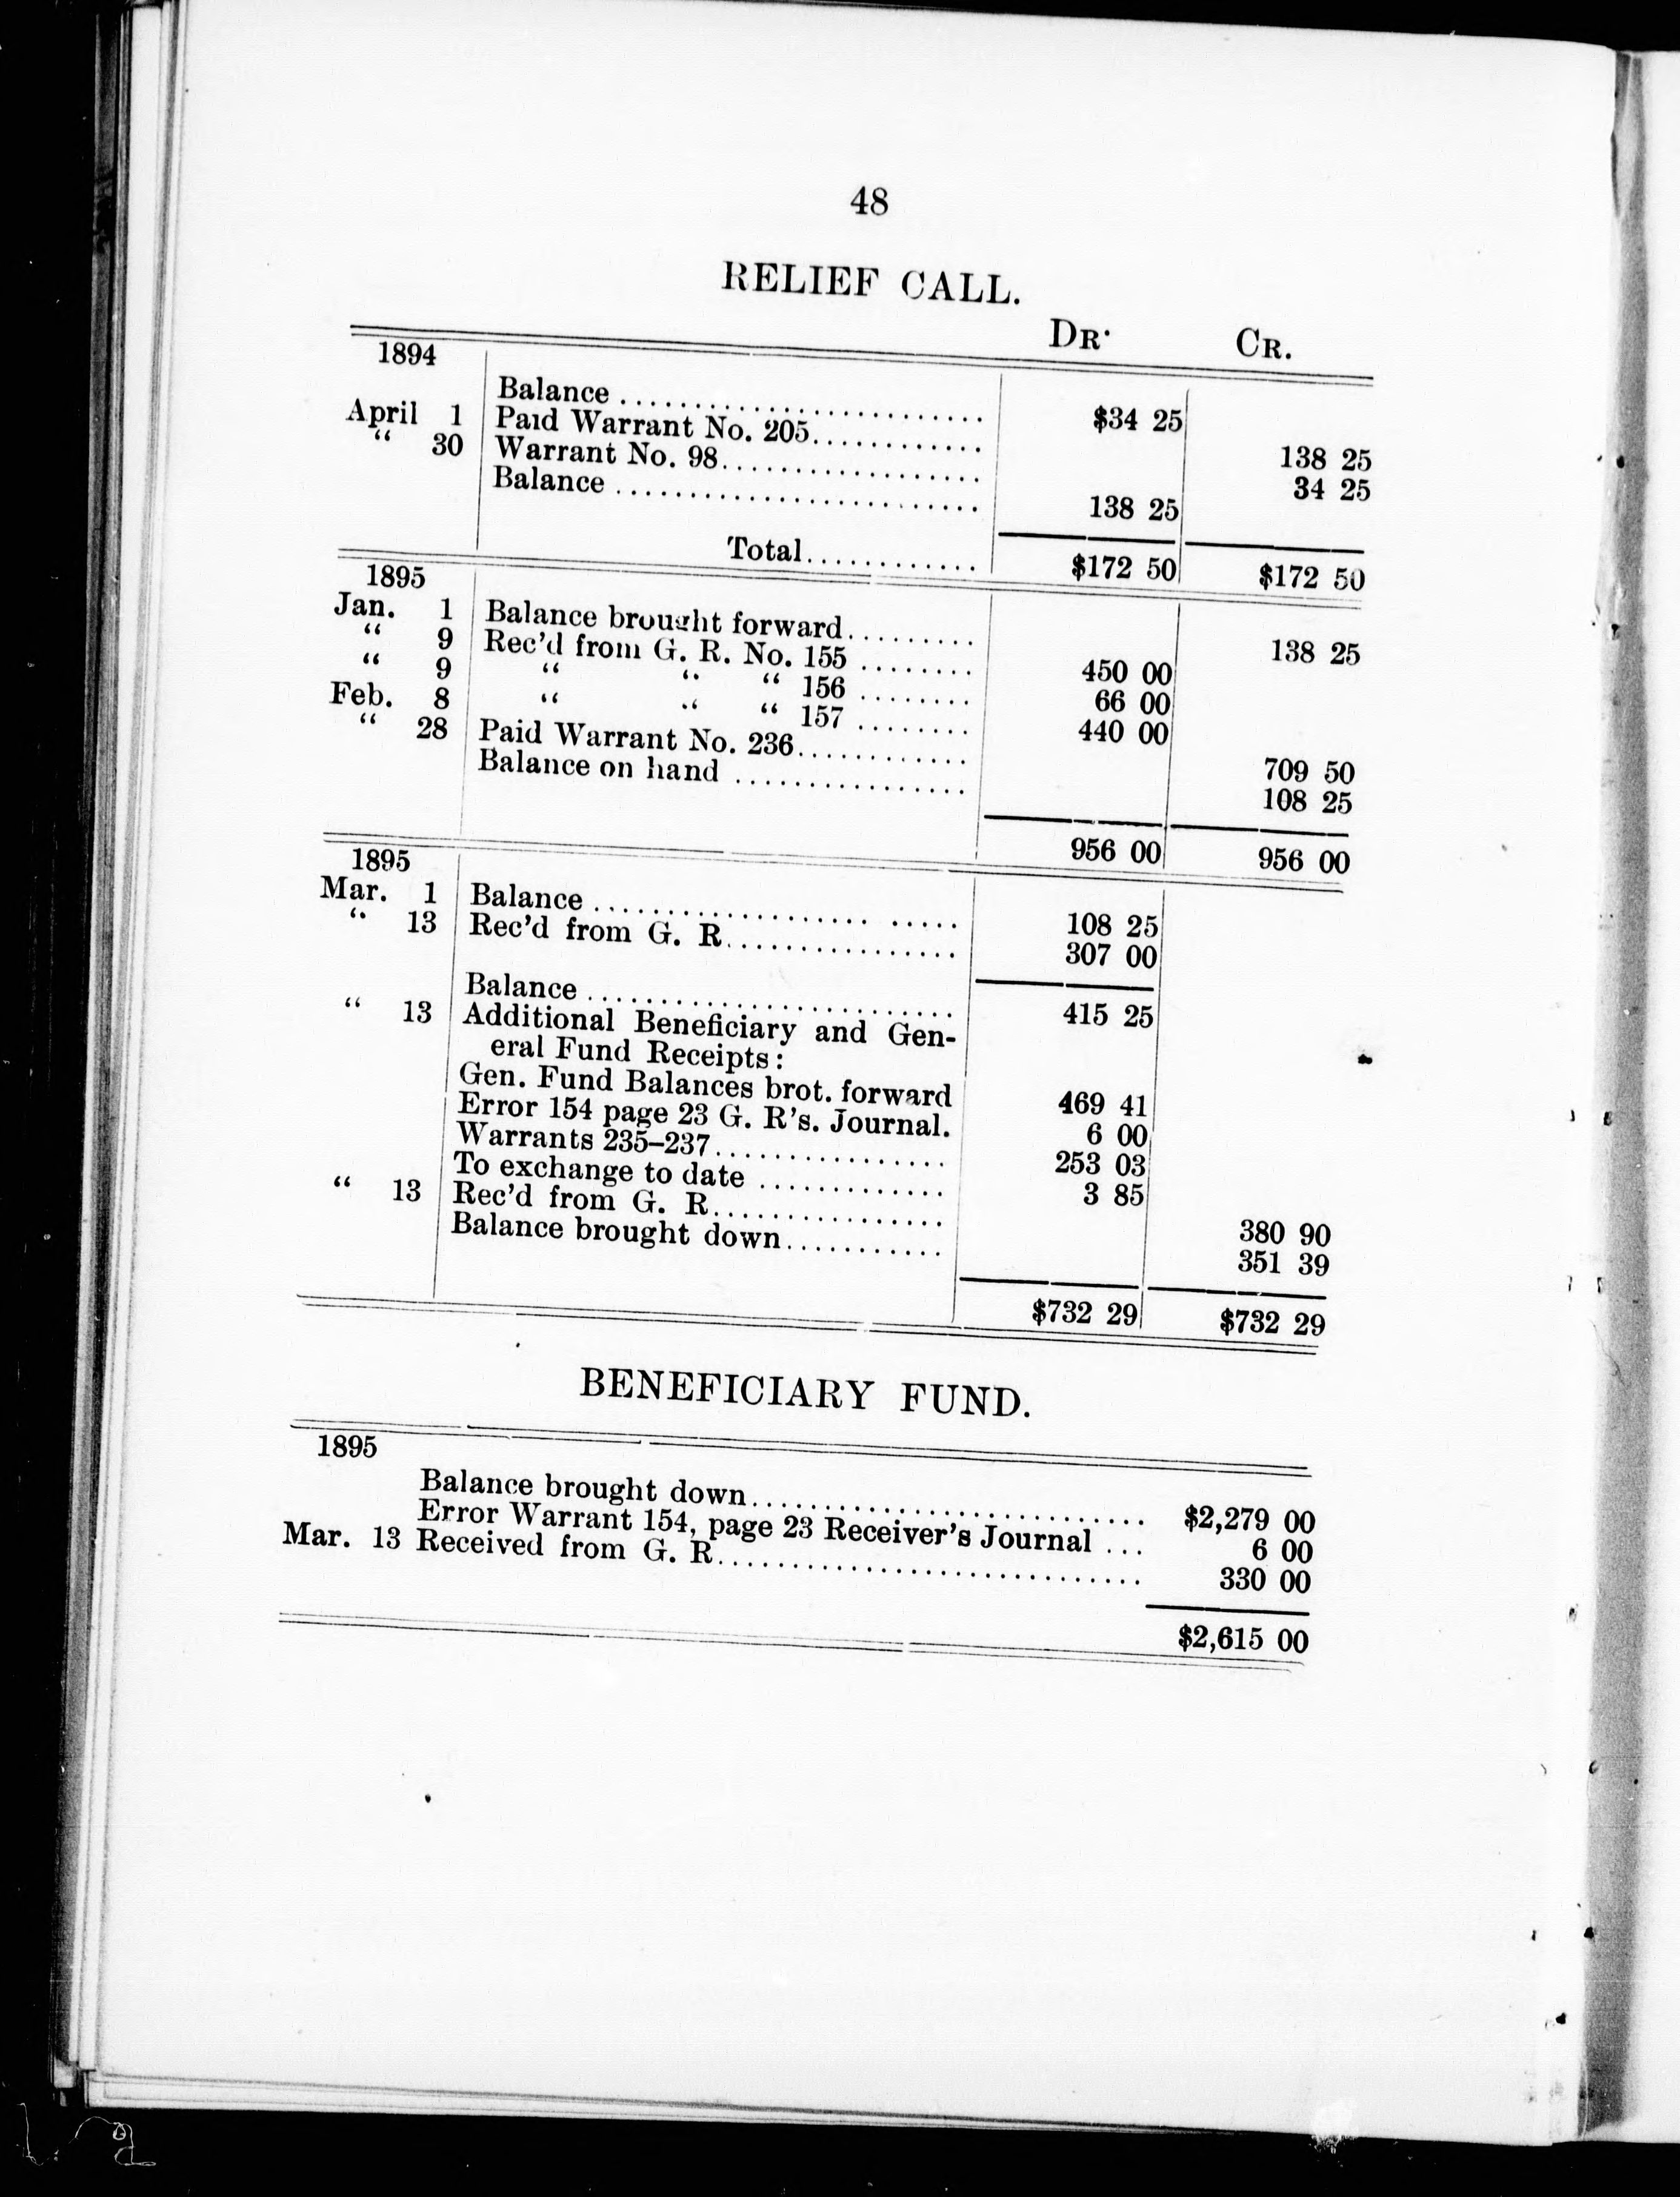 48
RELIEF CALL.
DR. CR.
1894
Balance ........................ $34 25
April 1 Paid Warrant No. 205............ 138 25
“ 30 Warrant No. 98.................. 34 25
Balance ........................ 138 25
Total............ $172 50 $172 50
1895
Jan. 1 Balance brought forward......... 138 25
“ 9 Rec’d from G. R. No. 155 ........ 450 00
“ 9 “ “ “ 156 ........ 66 00
Feb. 8 “ “ “ 157 ........ 440 00
“ 28 Paid Warrant No. 236............ 709 50
Balance on hand ................ 108 25
956 00 956 00
1895
Mar. 1 Balance ........................ 108 25
“ 13 Rec’d from G. R................ 307 00
Balance ........................ 415 25
“ 13 Additional Beneficiary and Gen-
eral Fund Receipts:
Gen. Fund Balances brot. forward 469 41
Error 154 page 23 G. R’s. Journal. 6 00
Warrants 235–237................ 253 03
To exchange to date ............. 3 85
“ 13 Rec’d from G. R................ 380 90
Balance brought down........... 351 39
$732 29 $732 29
BENEFICIARY FUND.
1895
Balance brought down........................... $2,279 00
Error Warrant 154, page 23 Receiver’s Journal ... 6 00
Mar. 13 Received from G. R............................. 330 00
$2,615 00